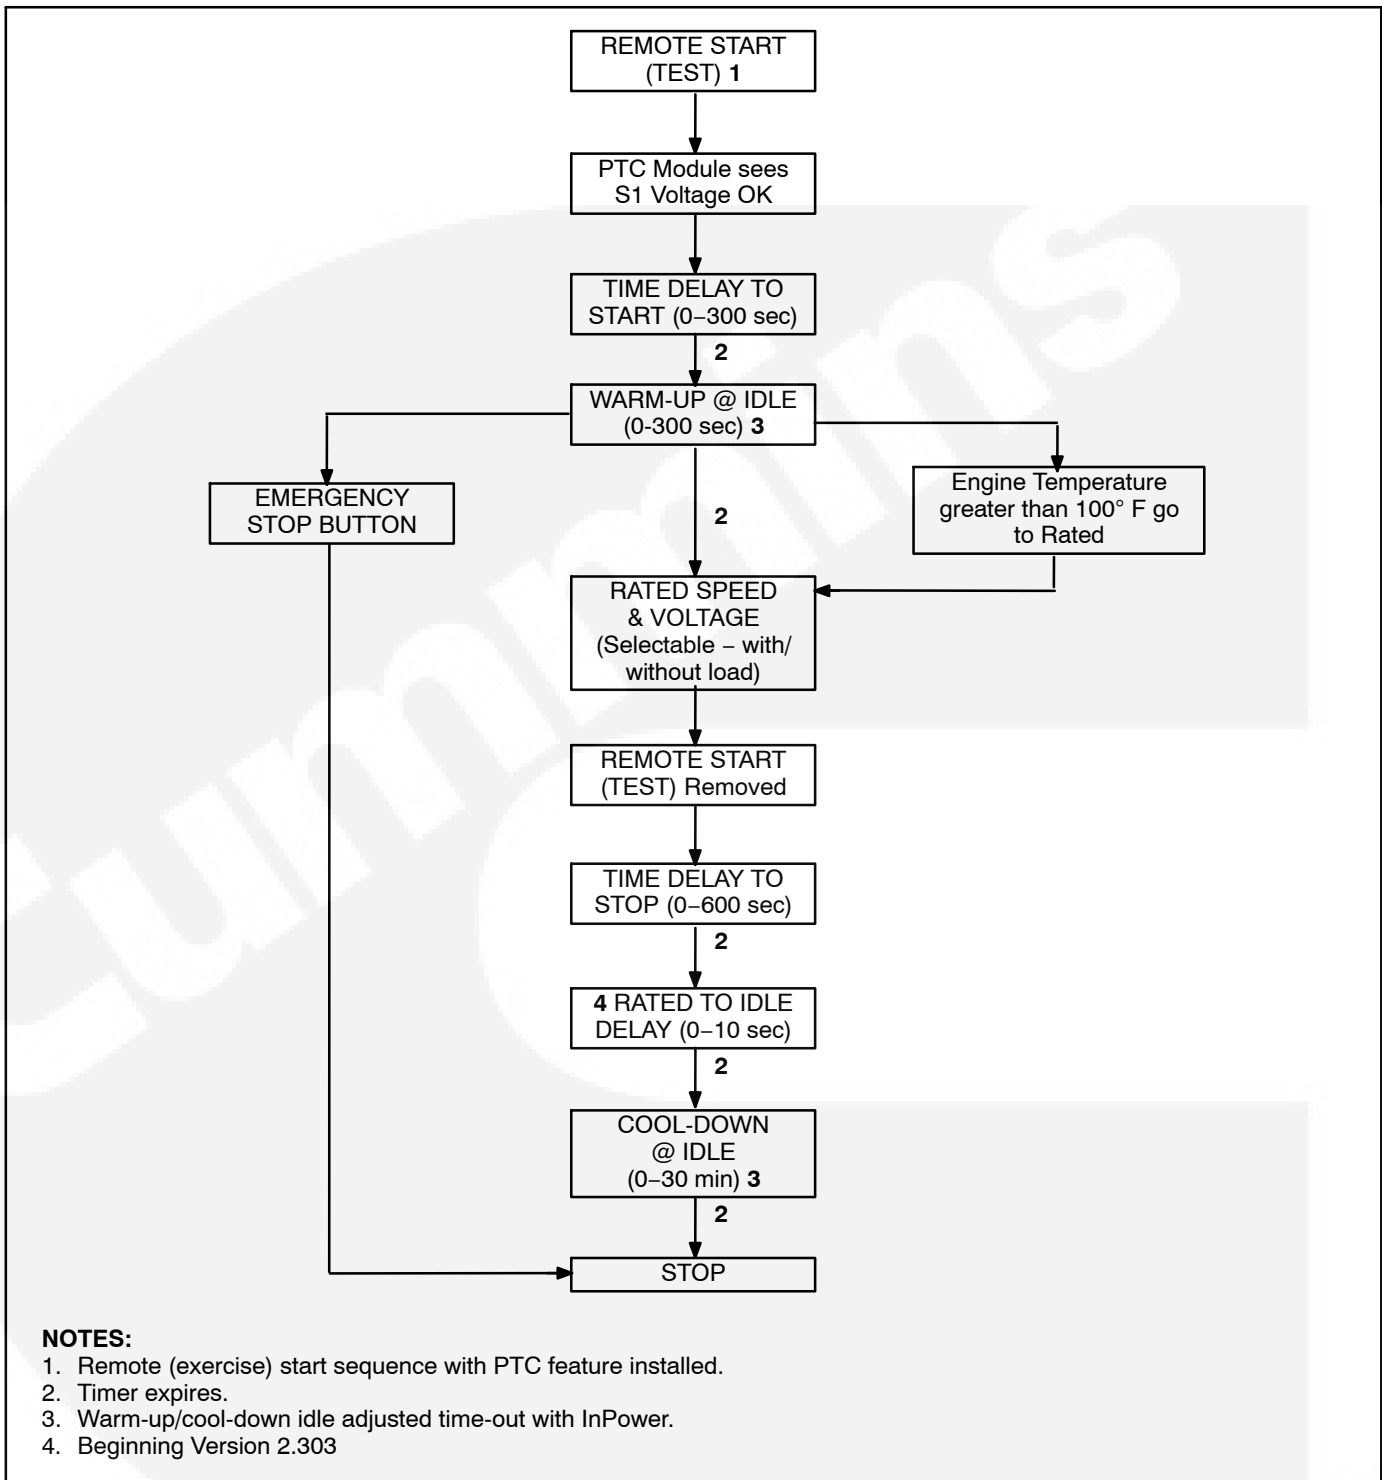 REMOTE START
(TEST) 1
PTC Module sees
S1 Voltage OK
TIME DELAY TO
START (0–300 sec)
2
WARM-UP @ IDLE
(0-300 sec) 3
EMERGENCY
STOP BUTTON
2
Engine Temperature
greater than 100° F go
to Rated
RATED SPEED
& VOLTAGE
(Selectable – with/
without load)
REMOTE START
(TEST) Removed
TIME DELAY TO
STOP (0–600 sec)
2
4 RATED TO IDLE
DELAY (0–10 sec)
2
COOL-DOWN
@ IDLE
(0–30 min) 3
2
STOP
NOTES:
1. Remote (exercise) start sequence with PTC feature installed.
2. Timer expires.
3. Warm-up/cool-down idle adjusted time-out with InPower.
4. Beginning Version 2.303
Cummins